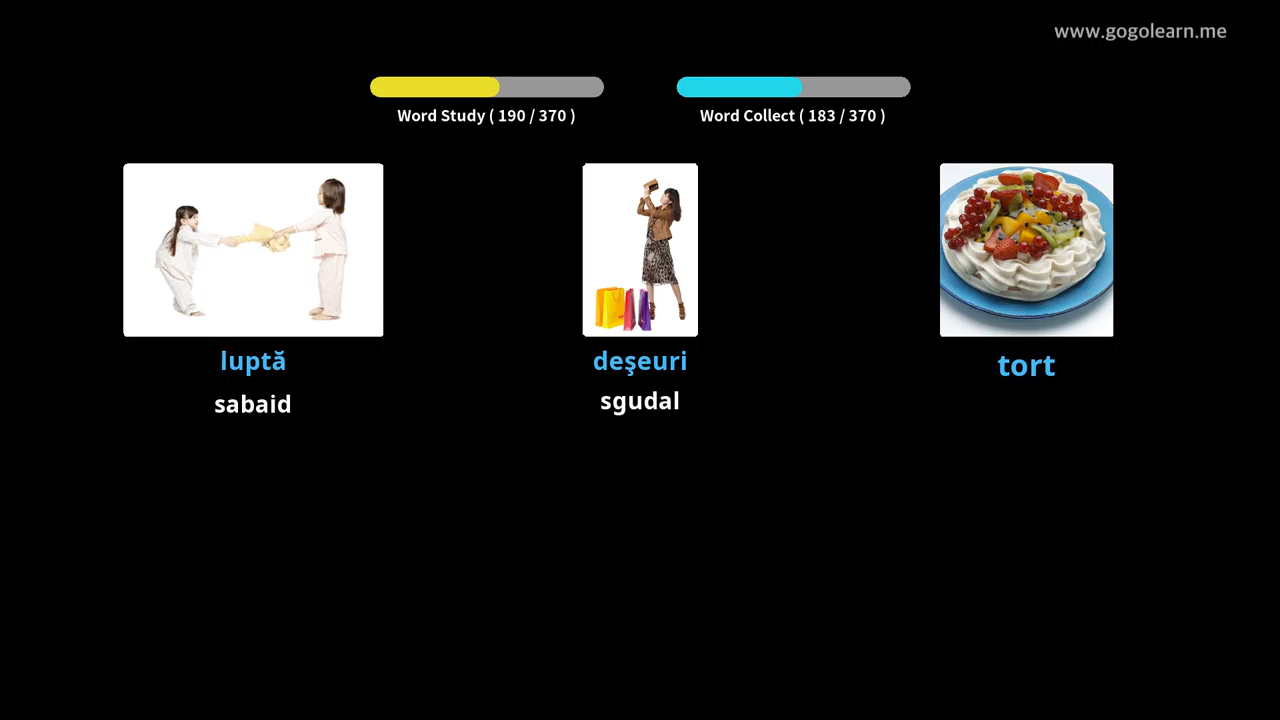 www.gogolearn.me
Word Study ( 190 / 370 )
Word Collect ( 183 / 370 )
luptă
deşeuri
tort
sabaid
sgudal